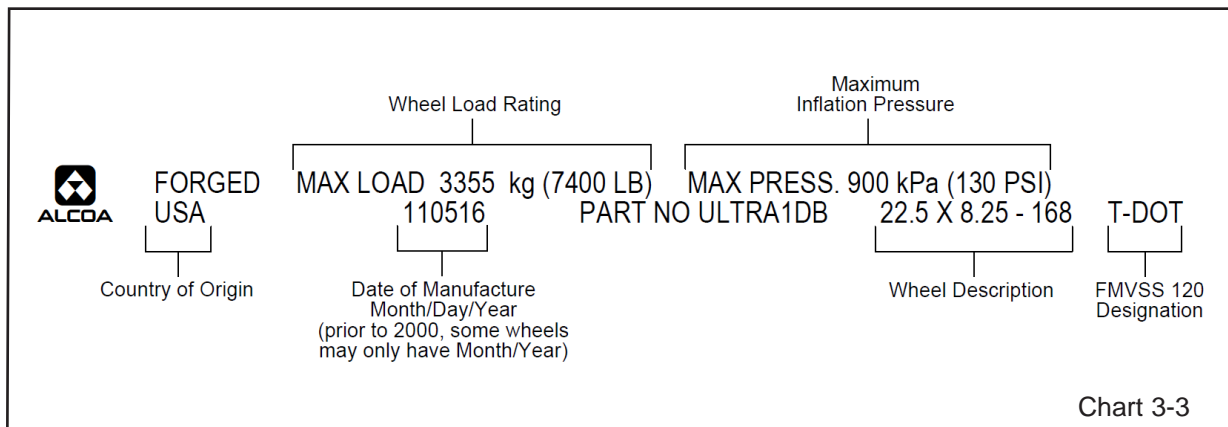 Wheel Load Rating
Maximum
Inflation Pressure
ALCOA
FORGED MAX LOAD 3355 kg (7400 LB) MAX PRESS. 900 kPa (130 PSI)
USA 110516 PART NO ULTRA1DB 22.5 X 8.25 - 168 T-DOT
Country of Origin
Date of Manufacture
Month/Day/Year
(prior to 2000, some wheels
may only have Month/Year)
Wheel Description
FMVSS 120
Designation
Chart 3-3